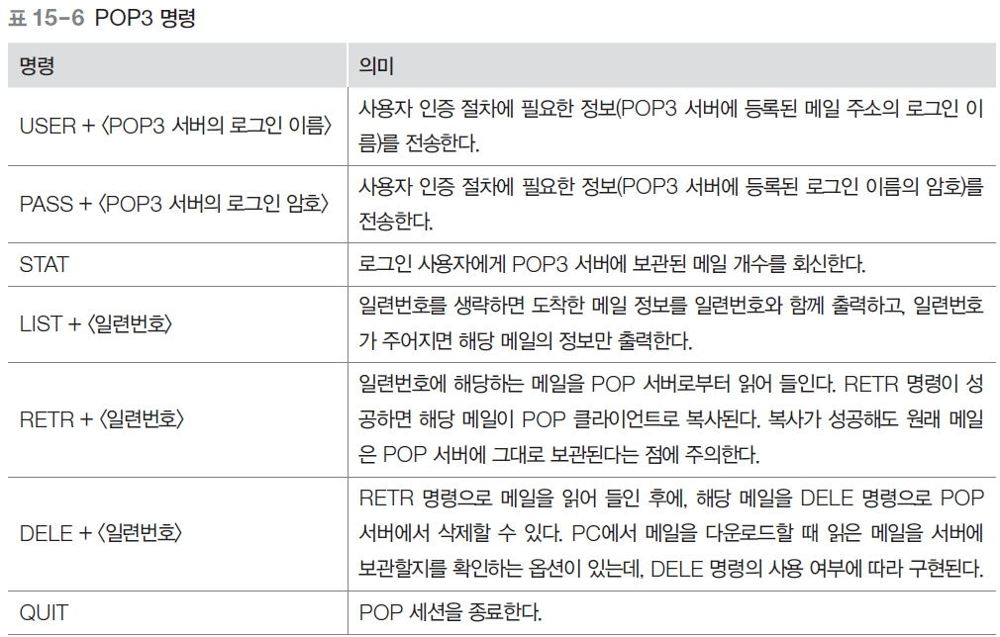 표 15-6 POP3 명령
명령
의미
USER + 〈POP3 서버의 로그인 이름〉
사용자 인증 절차에 필요한 정보(POP3 서버에 등록된 메일 주소의 로그인 이
름)를 전송한다.
PASS + 〈POP3 서버의 로그인 암호〉
사용자 인증 절차에 필요한 정보(POP3 서버에 등록된 로그인 이름의 암호)를
전송한다.
STAT
로그인 사용자에게 POP3 서버에 보관된 메일 개수를 회신한다.
LIST + 〈일련번호〉
일련번호를 생략하면 도착한 메일 정보를 일련번호와 함께 출력하고, 일련번호
가 주어지면 해당 메일의 정보만 출력한다.
RETR + 〈일련번호〉
일련번호에 해당하는 메일을 POP 서버로부터 읽어 들인다. RETR 명령이 성
공하면 해당 메일이 POP 클라이언트로 복사된다. 복사가 성공해도 원래 메일
은 POP 서버에 그대로 보관된다는 점에 주의한다.
DELE + 〈일련번호〉
RETR 명령으로 메일을 읽어 들인 후에, 해당 메일을 DELE 명령으로 POP
서버에서 삭제할 수 있다. PC에서 메일을 다운로드할 때 읽은 메일을 서버에
보관할지를 확인하는 옵션이 있는데, DELE 명령의 사용 여부에 따라 구현된다.
QUIT
POP 세션을 종료한다.